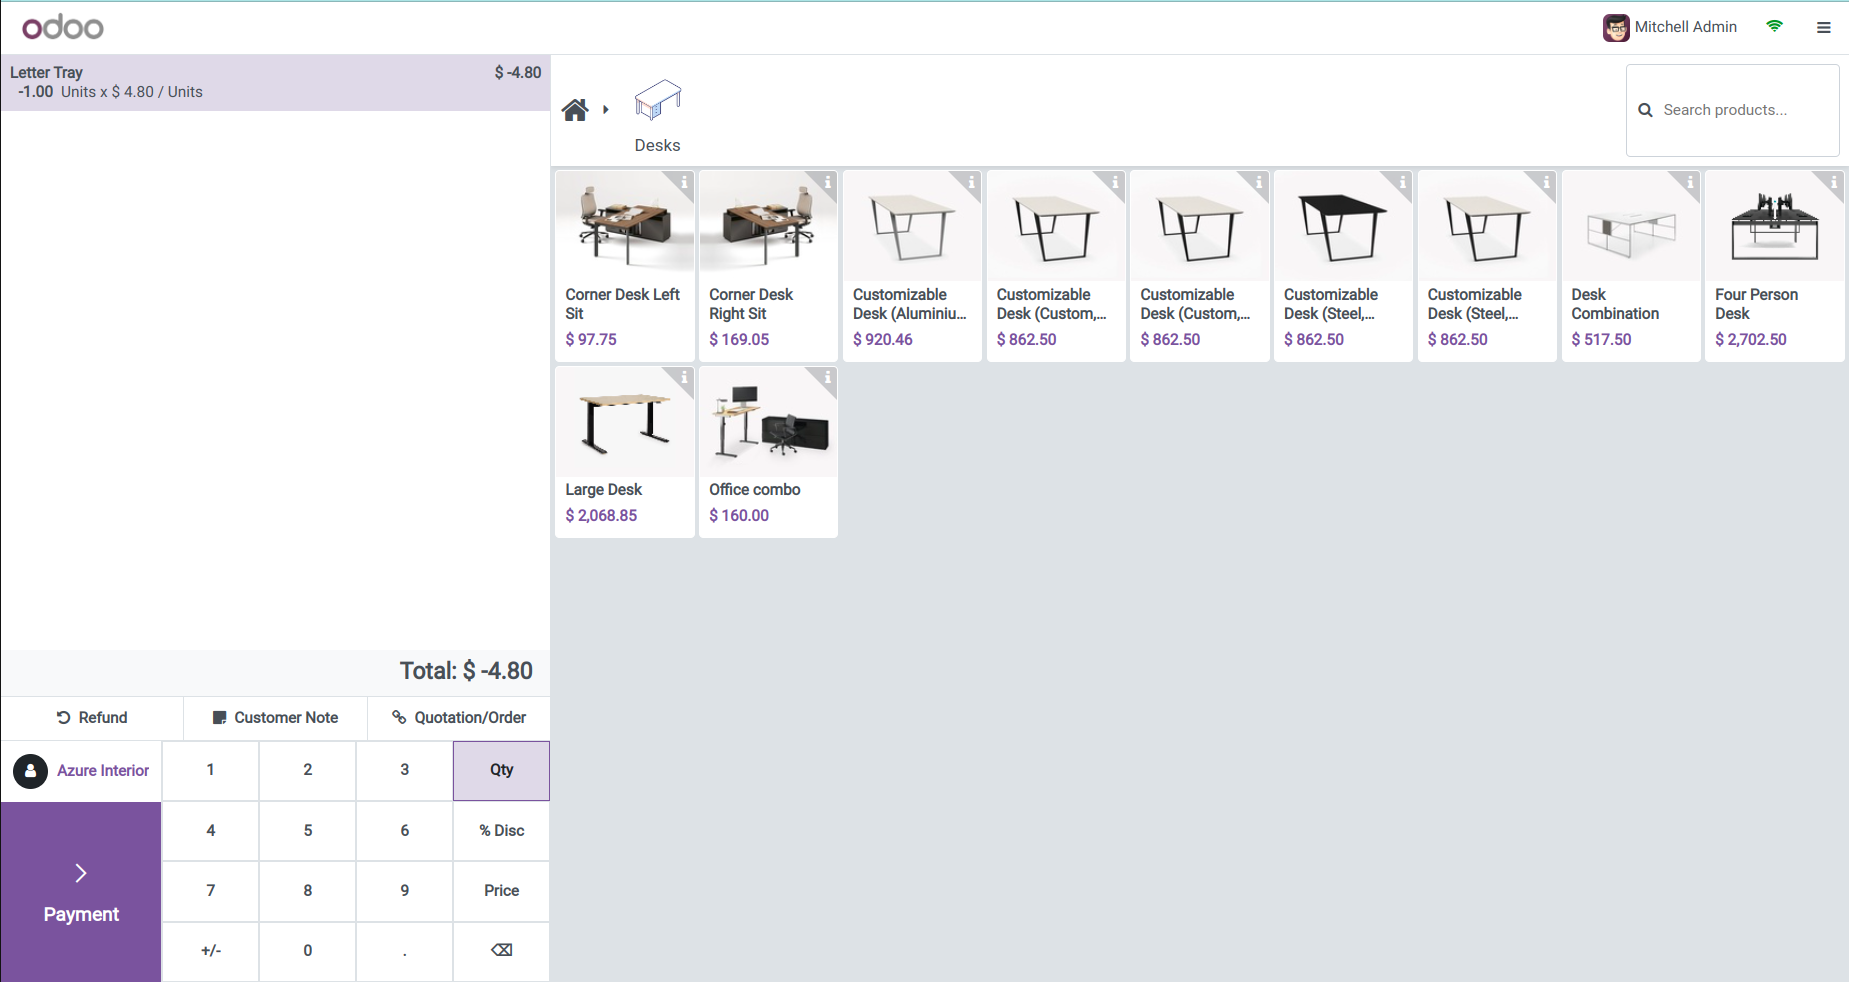 odoo
Mitchell Admin
Letter Tray $ -4.80
-1.00 Units x $ 4.80 / Units
Desks
Search products...
Corner Desk Left
Sit
$ 97.75
Corner Desk
Right Sit
$ 169.05
Customizable
Desk (Aluminiu...
$ 920.46
Customizable
Desk (Custom,...
$ 862.50
Customizable
Desk (Custom,...
$ 862.50
Customizable
Desk (Steel,...
$ 862.50
Customizable
Desk (Steel,...
$ 862.50
Desk
Combination
$ 517.50
Four Person
Desk
$ 2,702.50
Large Desk
$ 2,068.85
Office combo
$ 160.00
Total: $ -4.80
Refund Customer Note Quotation/Order
Azure Interior
1 2 3 Qty
4 5 6 % Disc
7 8 9 Price
+/- 0 .
Payment